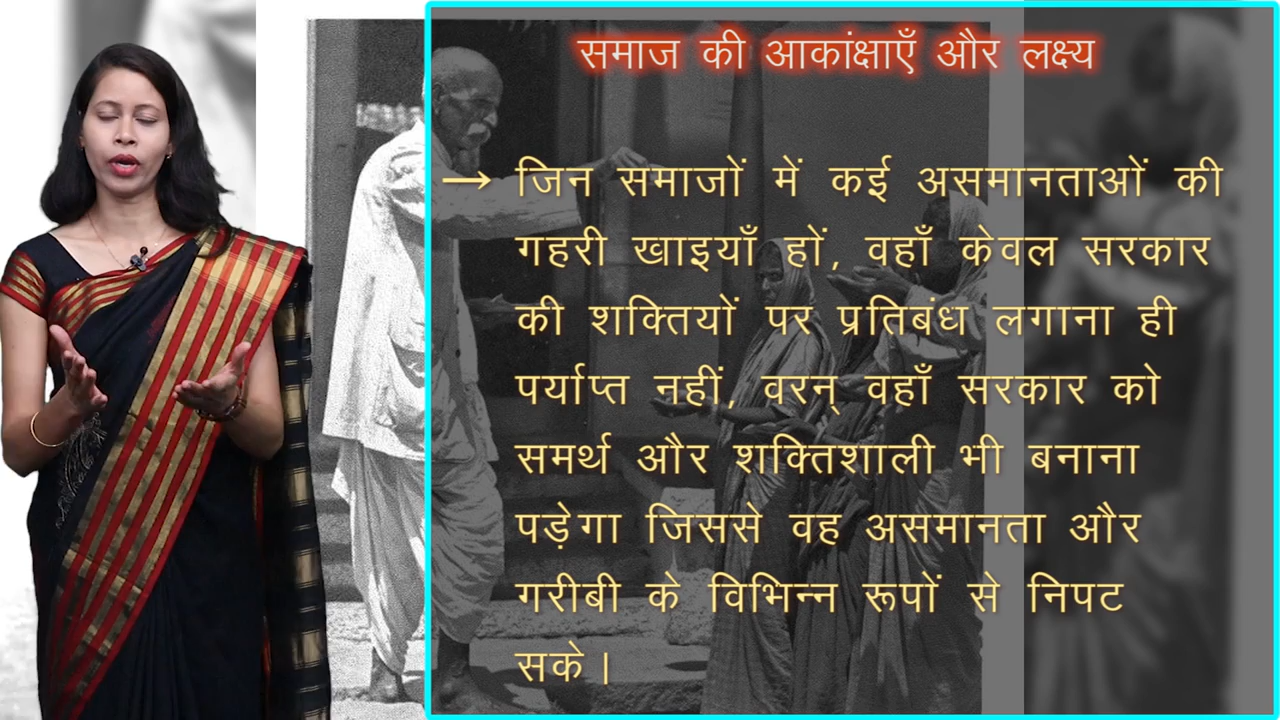 समाज की आकांक्षाएँ और लक्ष्य
→ जिन समाजों में कई असमानताओं की
गहरी खाइयाँ हों, वहाँ केवल सरकार
की शक्तियों पर प्रतिबंध लगाना ही
पर्याप्त नहीं, वरन् वहाँ सरकार को
समर्थ और शक्तिशाली भी बनाना
पड़ेगा जिससे वह असमानता और
गरीबी के विभिन्न रूपों से निपट
सके।